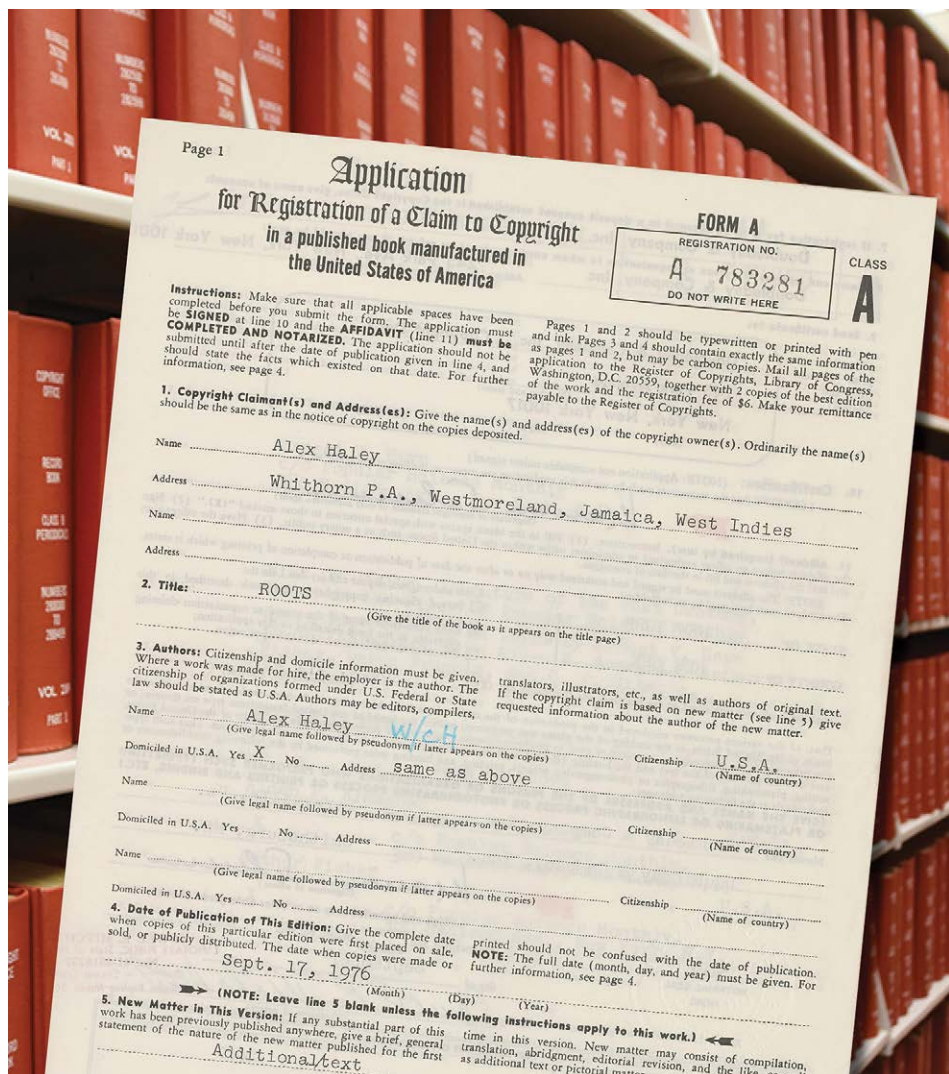 NUMBERS
VOL
PART 1
VOL
Page 1
Application
for Registration of a Claim to Copyright
in a published book manufactured in
the United States of America
FORM A
REGISTRATION NO:
A 783281
DO NOT WRITE HERE
CLASS
A
Instructions: Make sure that all applicable spaces have been
completed before you submit the form. The application must
be SIGNED at line 10 and the AFFIDAVIT (line 11) must be
COMPLETED AND NOTARIZED. The application should not be
submitted until after the date of publication given in line 4, and
should state the facts which existed on that date. For further
information, see page 4.
Pages 1 and 2 should be typewritten or printed with pen
and ink. Pages 3 and 4 should contain exactly the same information
as pages 1 and 2, but may be carbon copies. Mail all pages of the
application to the Register of Copyrights, Library of Congress,
Washington, D.C. 20559, together with 2 copies of the best edition
of the work and the registration fee of $6. Make your remittance
payable to the Register of Copyrights.
1. Copyright Claimant(s) and Address(es): Give the name(s) and address(es) of the copyright owner(s). Ordinarily the name(s)
should be the same as in the notice of copyright on the copies deposited.
Name Alex Haley
Address Whithorn P.A., Westmoreland, Jamaica, West Indies
Name
Address
2. Title: ROOTS
(Give the title of the book as it appears on the title page)
3. Authors: Citizenship and domicile information must be given.
Where a work was made for hire, the employer is the author. The
citizenship of organizations formed under U.S. Federal or State
law should be stated as U.S.A. Authors may be editors, compilers,
translators, illustrators, etc., as well as authors of original text.
If the copyright claim is based on new matter (see line 5) give
requested information about the author of the new matter.
Name Alex Haley w/c H Citizenship U.S.A.
(Give legal name followed by pseudonym if latter appears on the copies) (Name of country)
Domiciled in U.S.A. Yes X No Address same as above
Name Citizenship
(Give legal name followed by pseudonym if latter appears on the copies) (Name of country)
Domiciled in U.S.A. Yes No Address
Name Citizenship
(Give legal name followed by pseudonym if latter appears on the copies) (Name of country)
Domiciled in U.S.A. Yes No Address
4. Date of Publication of This Edition: Give the complete date
when copies of this particular edition were first placed on sale,
sold, or publicly distributed. The date when copies were made or
printed should not be confused with the date of publication.
NOTE: The full date (month, day, and year) must be given. For
further information, see page 4.
Sept. 17, 1976
(Month) (Day) (Year)
(NOTE: Leave line 5 blank unless the following instructions apply to this work.)
5. New Matter in This Version: If any substantial part of this
work has been previously published anywhere, give a brief, general
statement of the nature of the new matter published for the first
time in this version. New matter may consist of compilation,
translation, abridgment, editorial revision, and the like
as additional text or pictorial matter
Additional text
COPYRIGHT
OFFICE
RECORD
BOOK
CLASS B
PERIODICALS
NUMBERS
VOL
PART 2